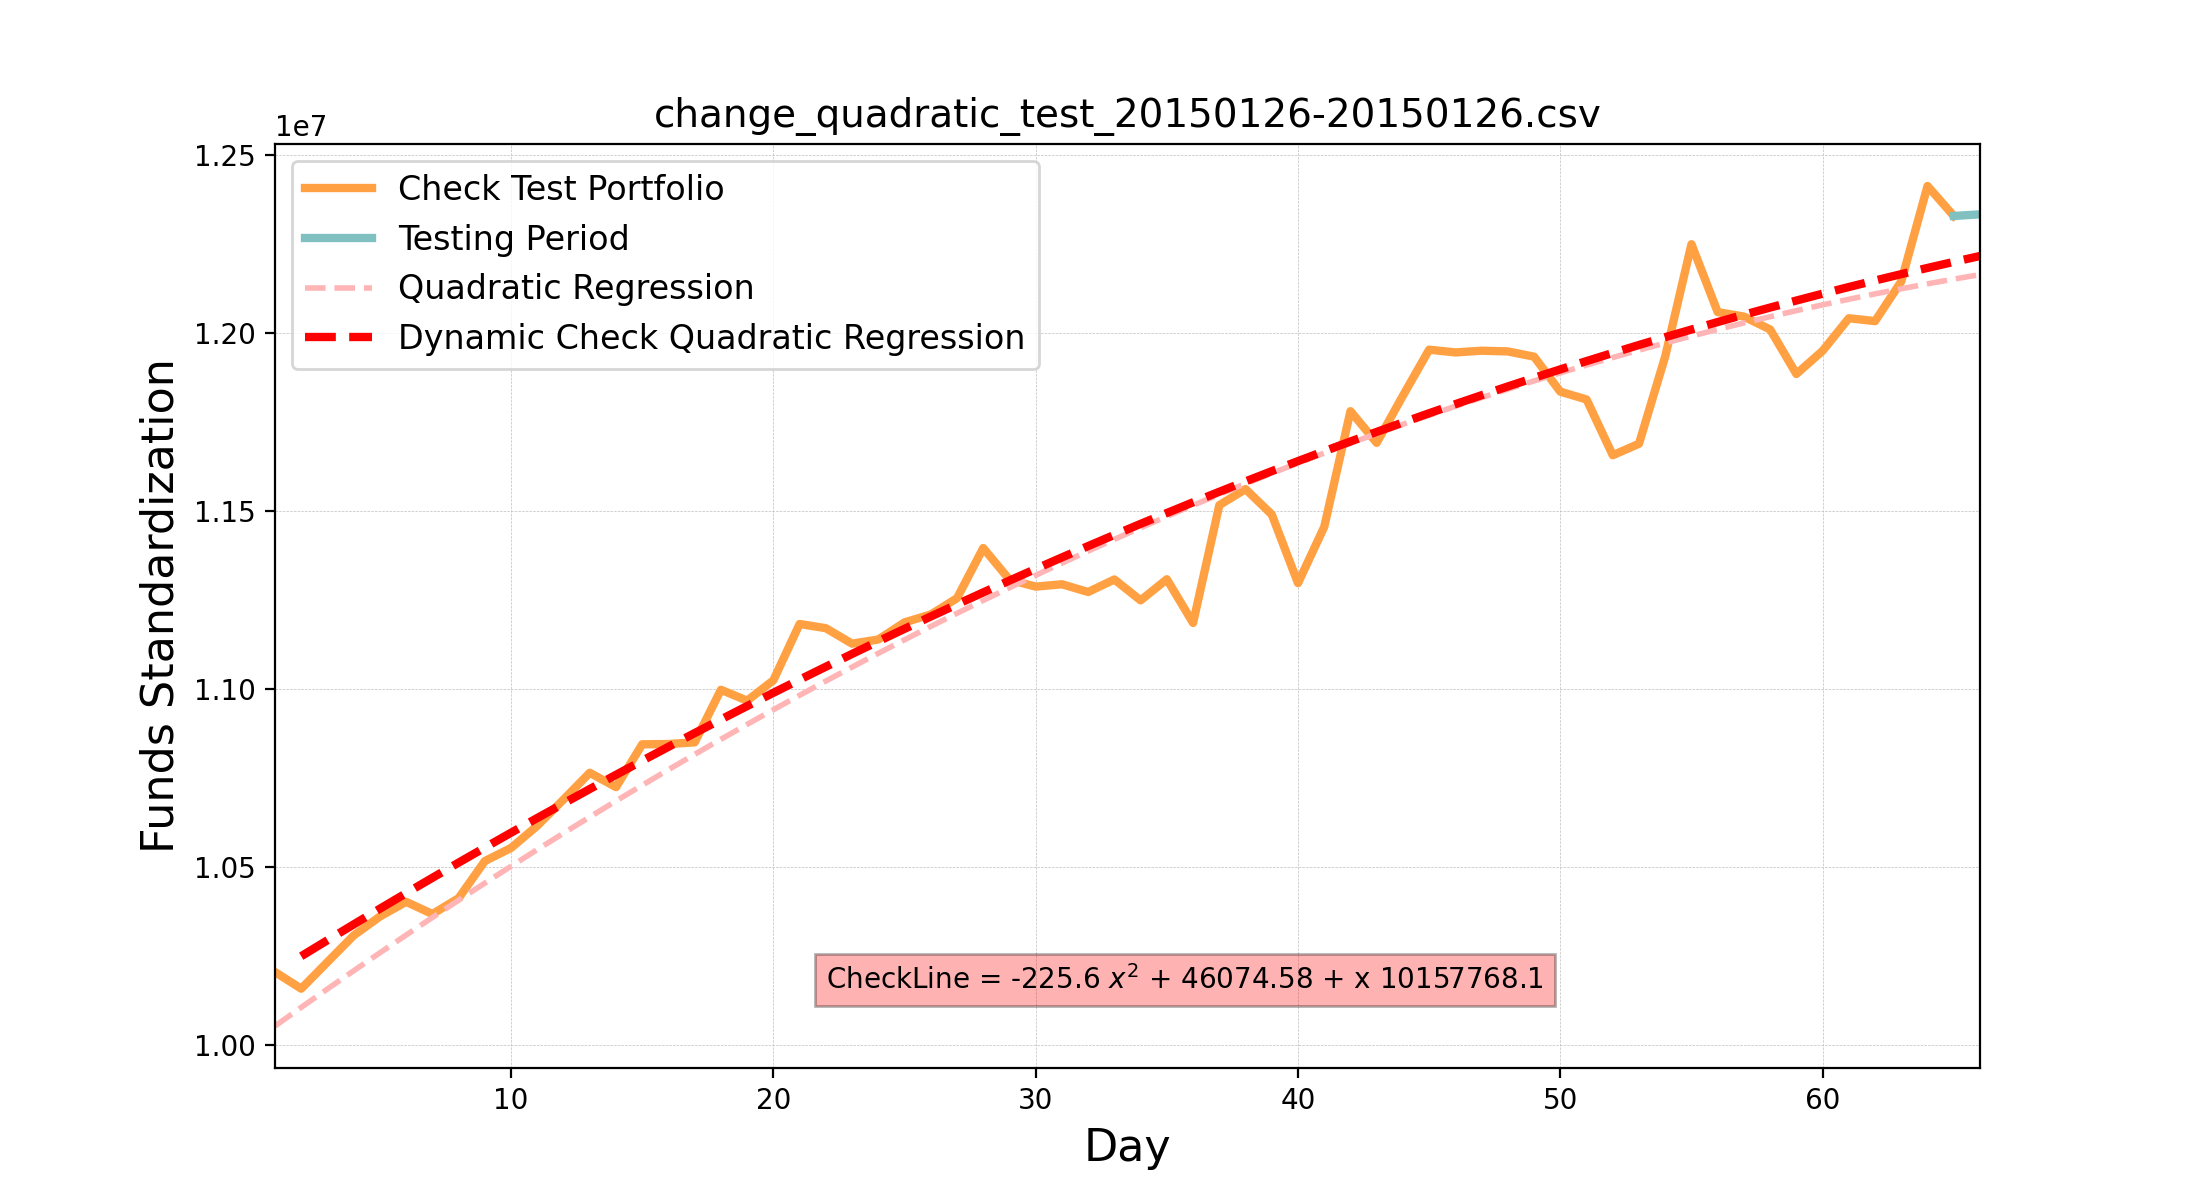 change_quadratic_test_20150126-20150126.csv
1e7
1.25
1.20
1.15
1.10
1.05
1.00
Funds Standardization
Check Test Portfolio
Testing Period
Quadratic Regression
Dynamic Check Quadratic Regression
CheckLine = -225.6 x² + 46074.58 + x 10157768.1
10 20 30 40 50 60
Day